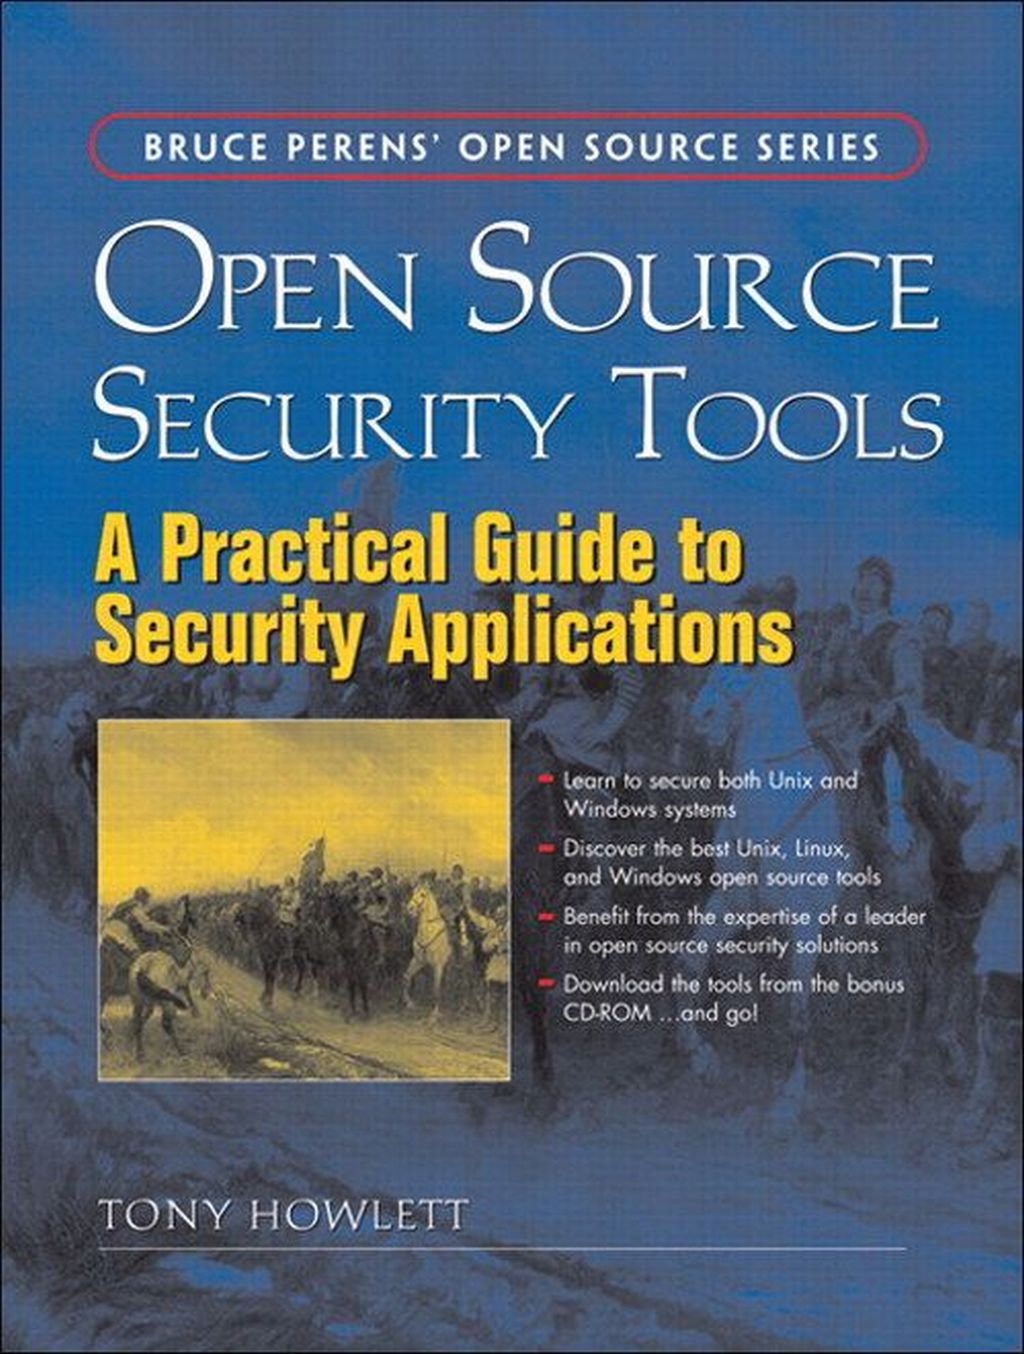 BRUCE PERENS' OPEN SOURCE SERIES
OPEN SOURCE
SECURITY TOOLS
A Practical Guide to
Security Applications
Learn to secure both Unix and
Windows systems
Discover the best Unix, Linux,
and Windows open source tools
Benefit from the expertise of a leader
in open source security solutions
Download the tools from the bonus
CD-ROM ...and go!
TONY HOWLETT